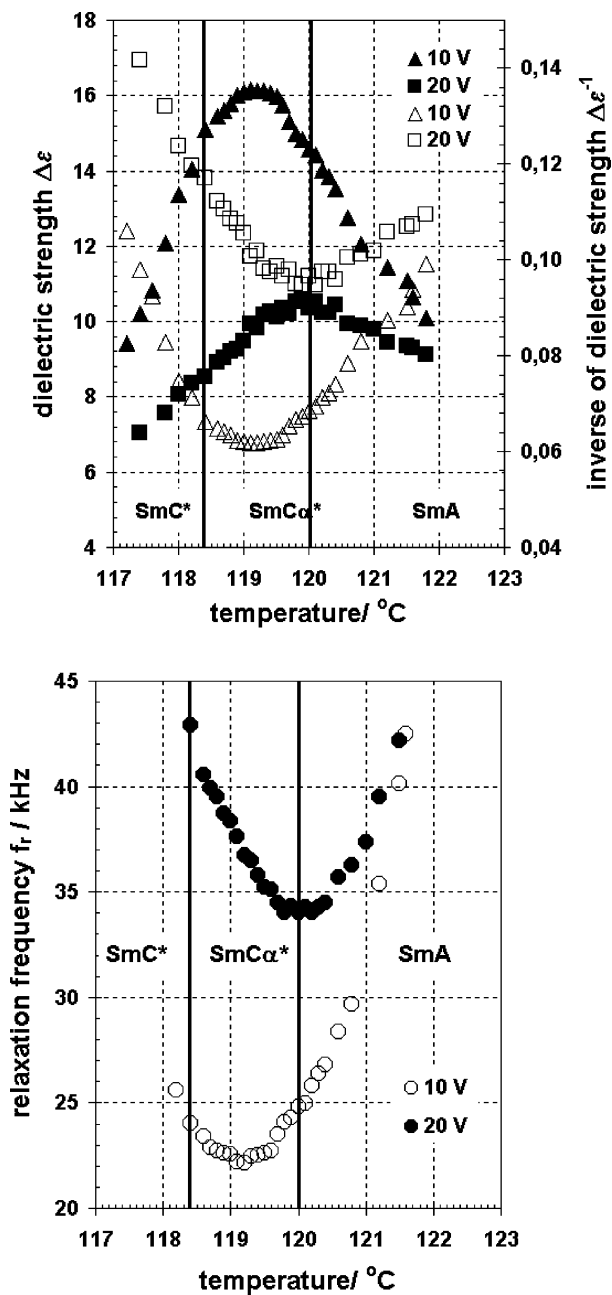 dielectric strength Δε
18
16
14
12
10
8
6
4
▲ 10 V
■ 20 V
△ 10 V
□ 20 V
SmC* SmCα* SmA
0,14
0,12
0,10
0,08
0,06
0,04
inverse of dielectric strength Δε⁻¹
117 118 119 120 121 122 123
temperature/ °C
relaxation frequency fᵣ / kHz
45
40
35
30
25
20
SmC* SmCα* SmA
○ 10 V
● 20 V
117 118 119 120 121 122 123
temperature/ °C